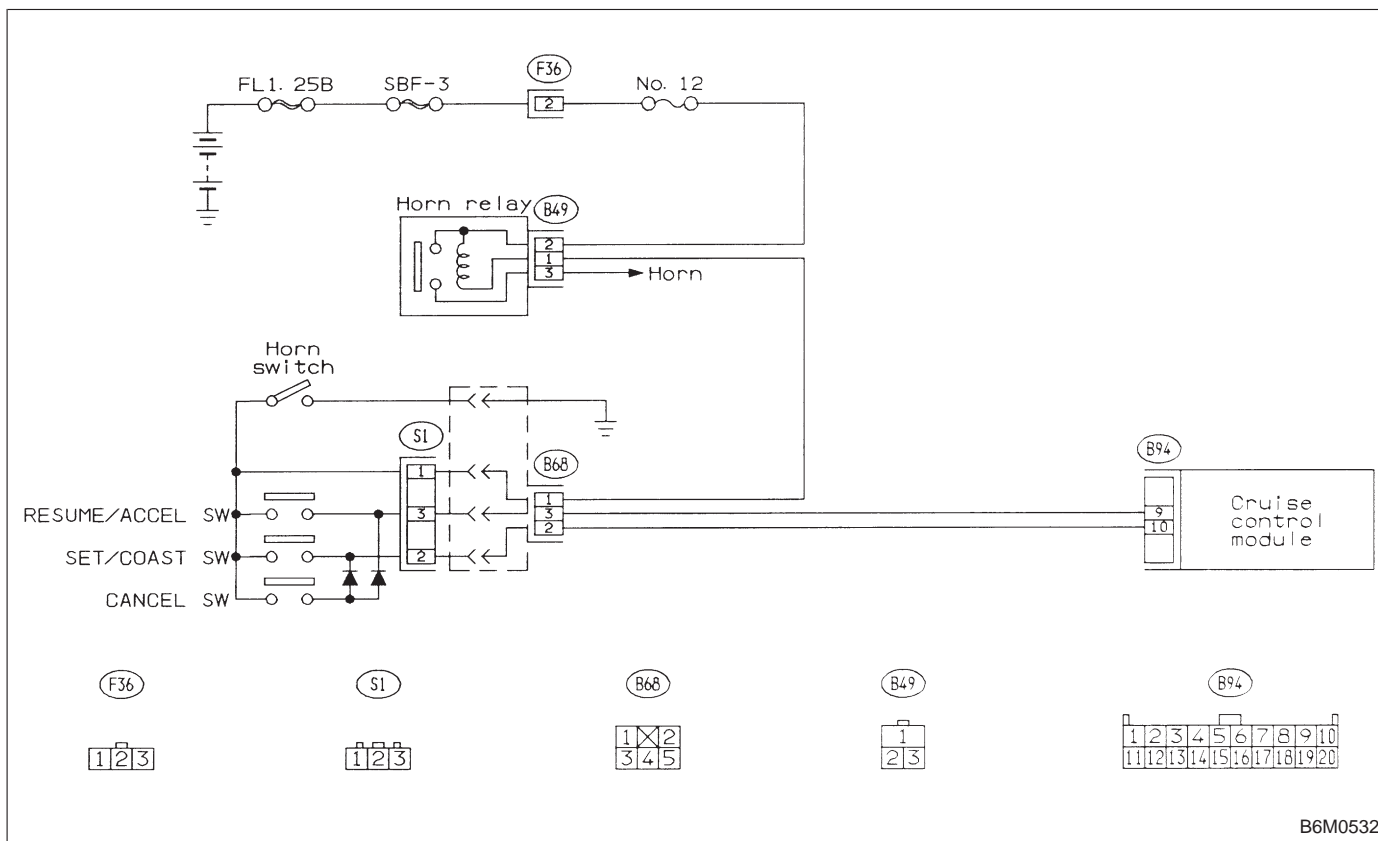 FL1. 25B SBF-3 F36 No. 12
2
Horn relay B49
2
1
3 Horn
Horn
switch
S1
B68
B94
1
1
RESUME/ACCEL SW 3 3 9
2 10
SET/COAST SW 2
CANCEL SW
Cruise
control
module
F36 S1 B68 B49 B94
1 2 3
1 2 3
1 2
3 4 5
1
2 3
1 2 3 4 5 6 7 8 9 10
11 12 13 14 15 16 17 18 19 20
B6M0532